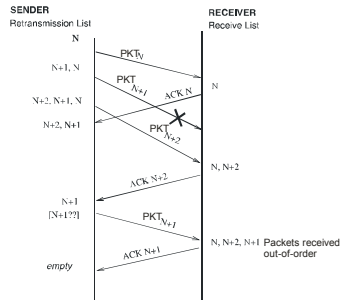 SENDER
Retransmission List
RECEIVER
Receive List
N
PKT N
N+1, N
N
PKT N+1
ACK N
N+2, N+1, N
N+2, N+1
PKT N+2
N, N+2
ACK N+2
N+1
[N+1??]
PKT N+1
N, N+2, N+1 Packets received
out-of-order
ACK N+1
empty